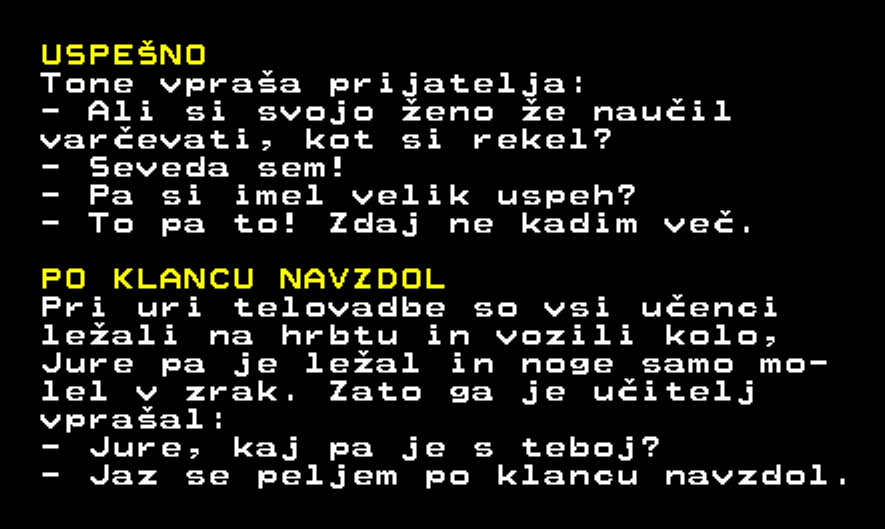 USPEŠNO
Tone vpraša prijatelja:
- Ali si svojo ženo že naučil
varčevati, kot si rekel?
- Seveda sem!
- Pa si imel velik uspeh?
- To pa to! Zdaj ne kadim več.
PO KLANCU NAVZDOL
Pri uri telovadbe so vsi učenci
ležali na hrbtu in vozili kolo,
Jure pa je ležal in noge samo mo-
lel v zrak. Zato ga je učitelj
vprašal:
- Jure, kaj pa je s teboj?
- Jaz se peljem po klancu navzdol.